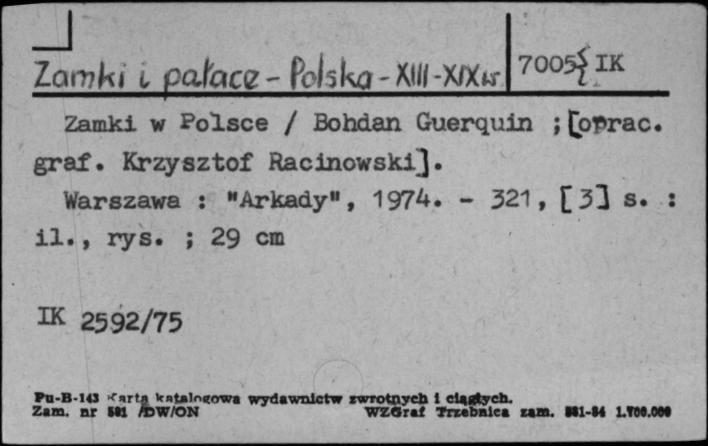 Zamki i pałace - Polska - XIII-XIX w
7005 IK
Zamki w Polsce / Bohdan Guerquin ; [oprac.
graf. Krzysztof Racinowski].
Warszawa : "Arkady", 1974. - 321, [3] s. :
il., rys. ; 29 cm
IK 2592/75
Pu-B-143 Karta katalogowa wydawnictw zwrotnych i ciągłych.
Zam. nr 501 /DW/ON WZGraf Trzebnica zam. 881-84 1.700.000